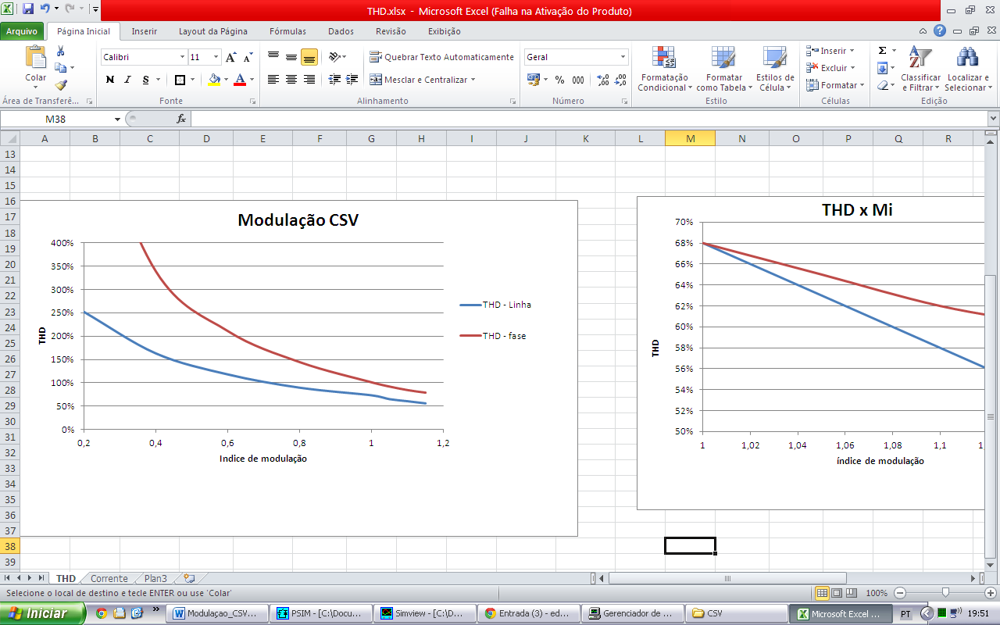 THD.xlsx - Microsoft Excel (Falha na Ativação do Produto)
Arquivo Página Inicial Inserir Layout da Página Fórmulas Dados Revisão Exibição
Colar
Calibri 11
N I S
Quebrar Texto Automaticamente
Mesclar e Centralizar
Geral
% 000
Formatação Condicional
Formatar como Tabela
Estilos de Célula
Inserir
Excluir
Formatar
Σ
Classificar e Filtrar
Localizar e Selecionar
Área de Transferê... Fonte Alinhamento Número Estilo Células Edição
M38 fx
A B C D E F G H I J K L M N O P Q R
13
14
15
16
17
18
19
20
21
22
23
24
25
26
27
28
29
30
31
32
33
34
35
36
37
38
39
Modulação CSV
400%
350%
300%
250%
200%
150%
100%
50%
0%
THD
0,2 0,4 0,6 0,8 1 1,2
Indice de modulação
THD - Linha
THD - fase
THD x Mi
70%
68%
66%
64%
62%
60%
58%
56%
54%
52%
50%
THD
1 1,02 1,04 1,06 1,08 1,1
índice de modulação
THD Corrente Plan3
Selecione o local de destino e tecle ENTER ou use 'Colar' 100%
Iniciar » Modulaçao_CSV... PSIM - [C:\Docu... Simview - [C:\D... Entrada (3) - ed... Gerenciador de ... CSV Microsoft Excel ... PT 19:51